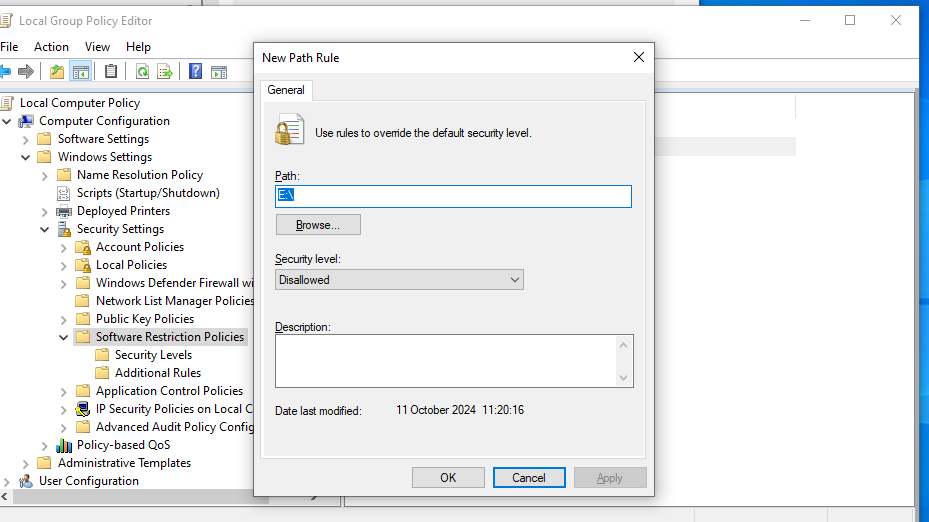 Local Group Policy Editor
File Action View Help
Local Computer Policy
Computer Configuration
Software Settings
Windows Settings
Name Resolution Policy
Scripts (Startup/Shutdown)
Deployed Printers
Security Settings
Account Policies
Local Policies
Windows Defender Firewall wi
Network List Manager Policies
Public Key Policies
Software Restriction Policies
Security Levels
Additional Rules
Application Control Policies
IP Security Policies on Local C
Advanced Audit Policy Config
Policy-based QoS
Administrative Templates
User Configuration
New Path Rule
General
Use rules to override the default security level.
Path:
E:\
Browse...
Security level:
Disallowed
Description:
Date last modified: 11 October 2024 11:20:16
OK Cancel Apply